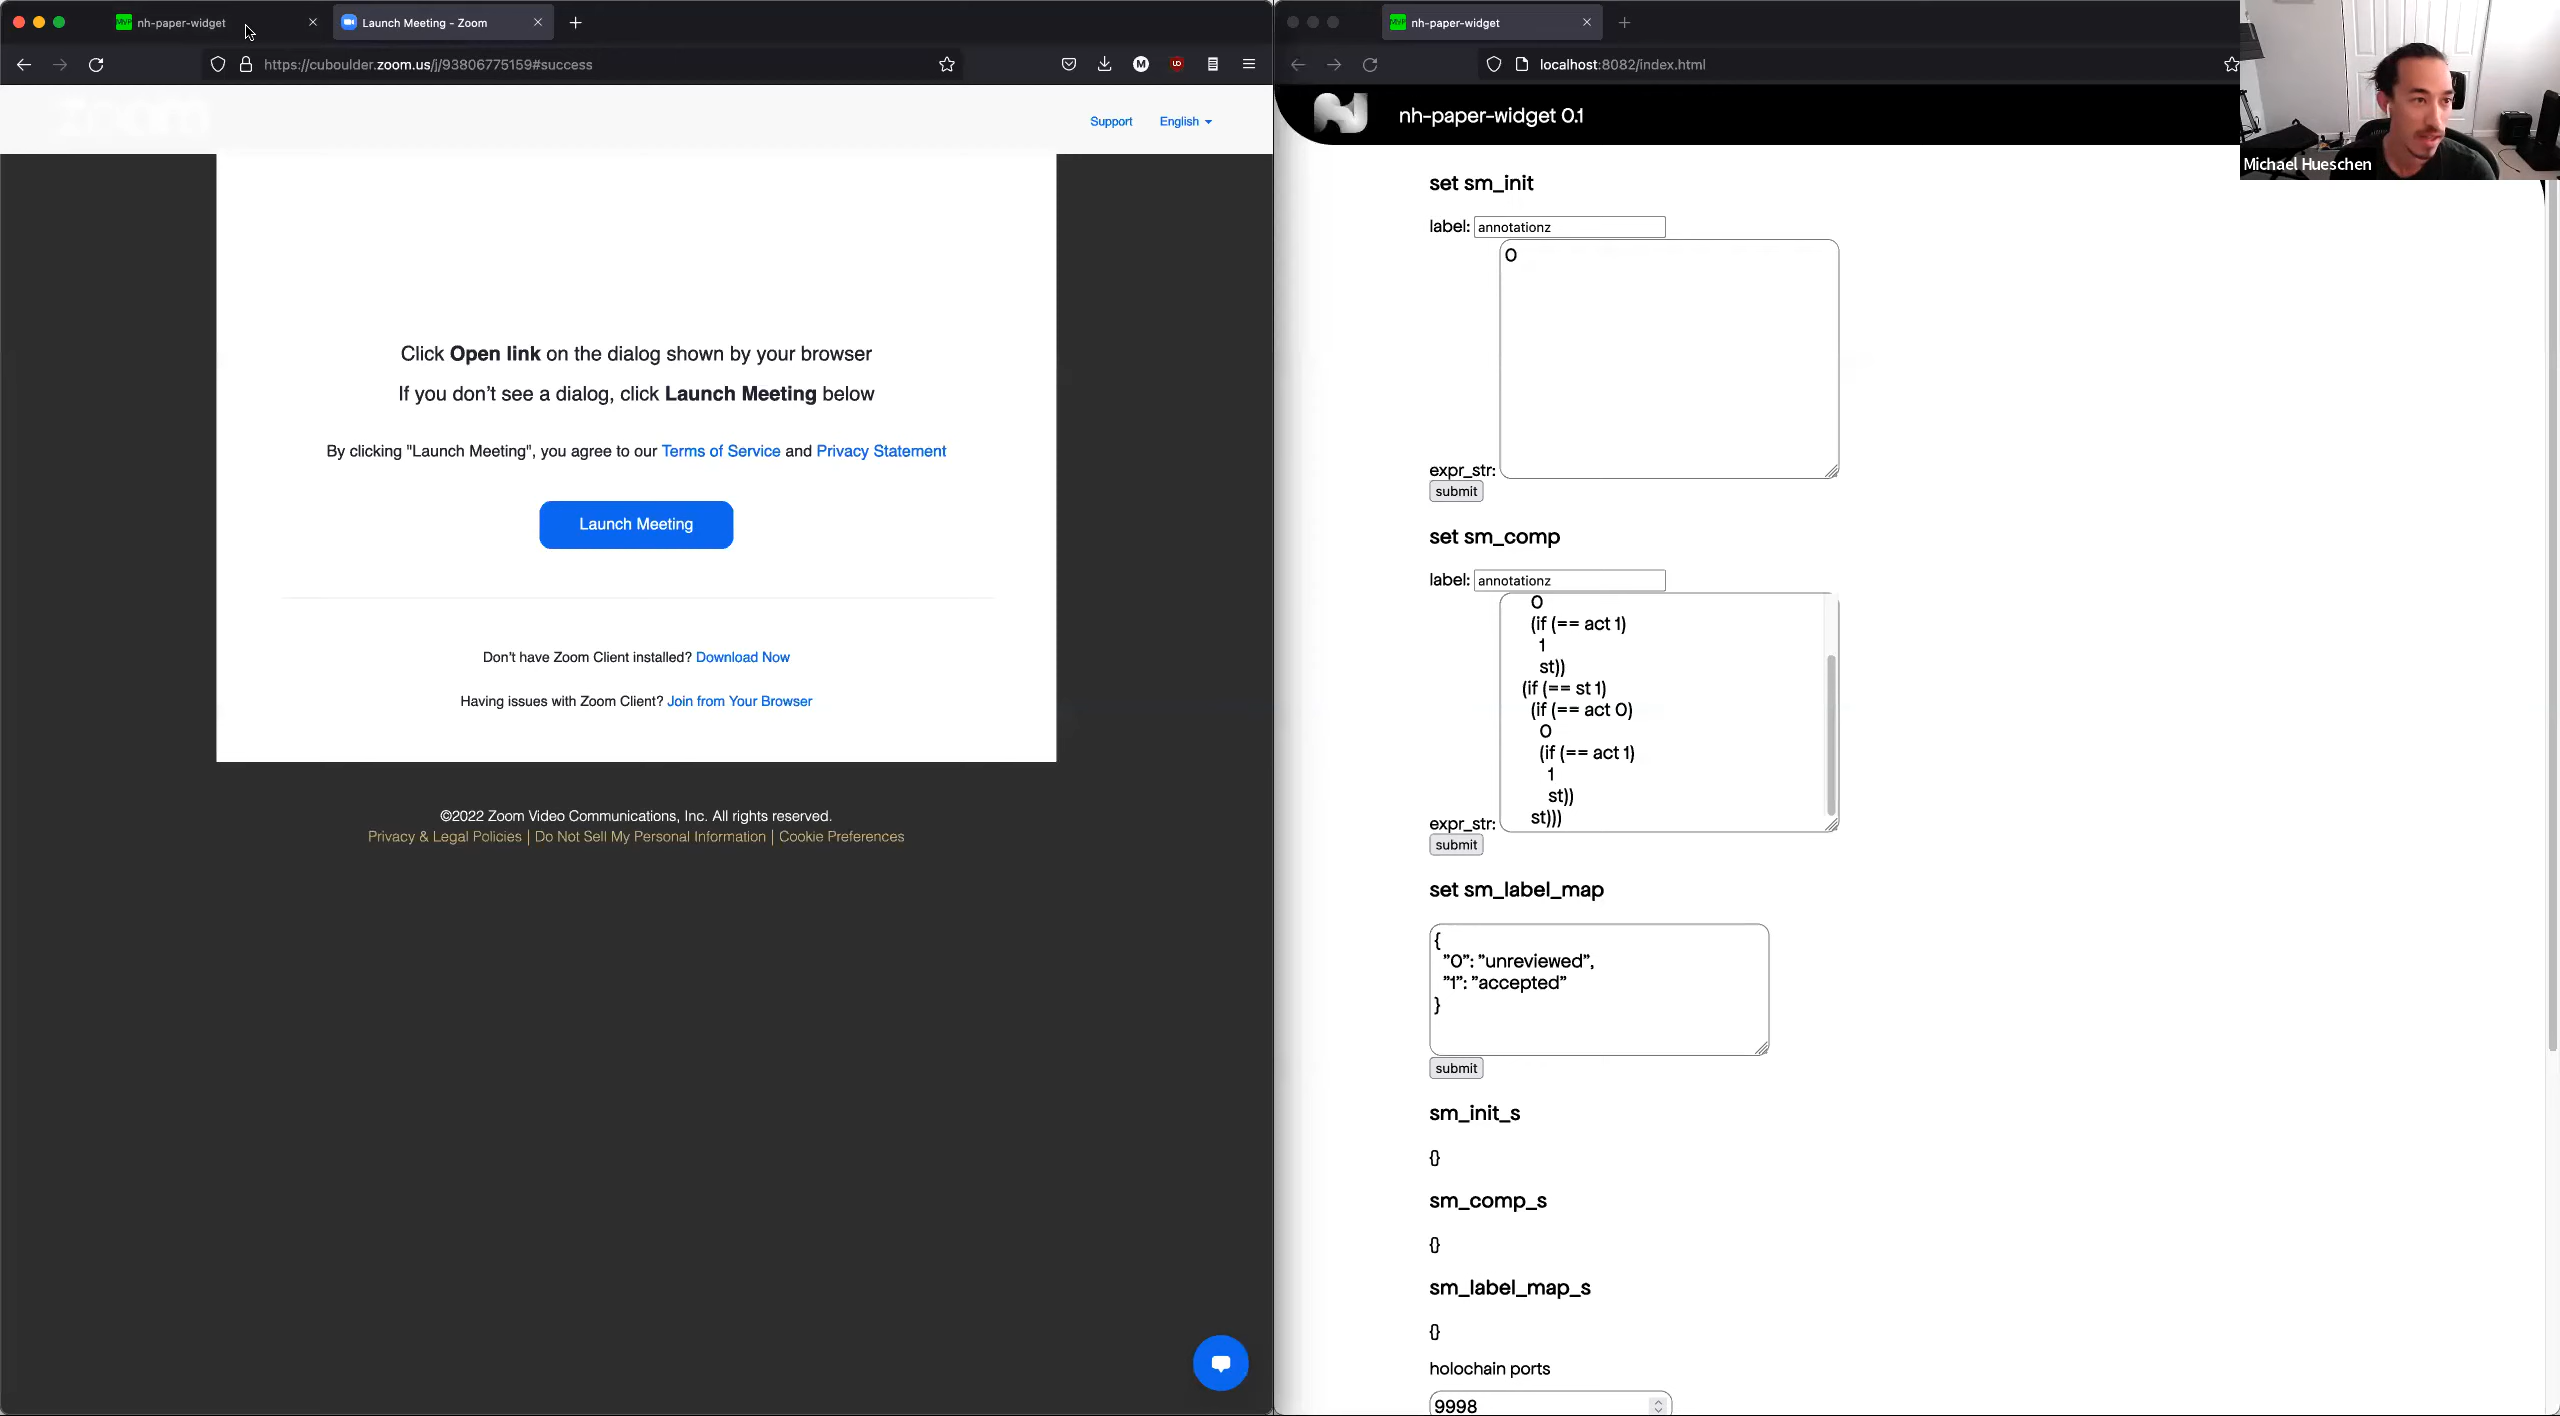 nh-paper-widget
Launch Meeting - Zoom
https://cuboulder.zoom.us/j/93806775159#success
zoom
Support
English
Click Open link on the dialog shown by your browser
If you don't see a dialog, click Launch Meeting below
By clicking "Launch Meeting", you agree to our Terms of Service and Privacy Statement
Launch Meeting
Don't have Zoom Client installed? Download Now
Having issues with Zoom Client? Join from Your Browser
©2022 Zoom Video Communications, Inc. All rights reserved.
Privacy & Legal Policies | Do Not Sell My Personal Information | Cookie Preferences
nh-paper-widget
localhost:8082/index.html
nh-paper-widget 0.1
Michael Hueschen
set sm_init
label: annotationz
0
expr_str:
submit
set sm_comp
label: annotationz
0
(if (== act 1)
1
st))
(if (== st 1)
(if (== act 0)
0
(if (== act 1)
1
st))
st)))
expr_str:
submit
set sm_label_map
{
"0": "unreviewed",
"1": "accepted"
}
submit
sm_init_s
{}
sm_comp_s
{}
sm_label_map_s
{}
holochain ports
9998